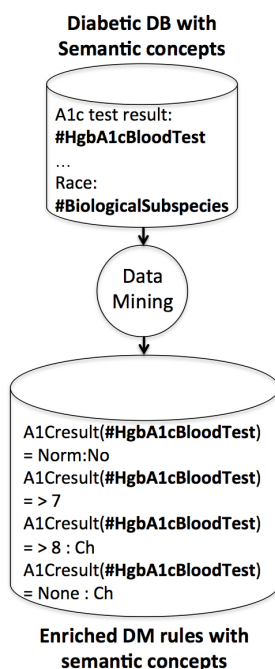 Diabetic DB with
Semantic concepts
A1c test result:
#HgbA1cBloodTest
...
Race:
#BiologicalSubspecies
Data
Mining
A1Cresult(#HgbA1cBloodTest)
= Norm:No
A1Cresult(#HgbA1cBloodTest)
= > 7
A1Cresult(#HgbA1cBloodTest)
= > 8 : Ch
A1Cresult(#HgbA1cBloodTest)
= None : Ch
Enriched DM rules with
semantic concepts